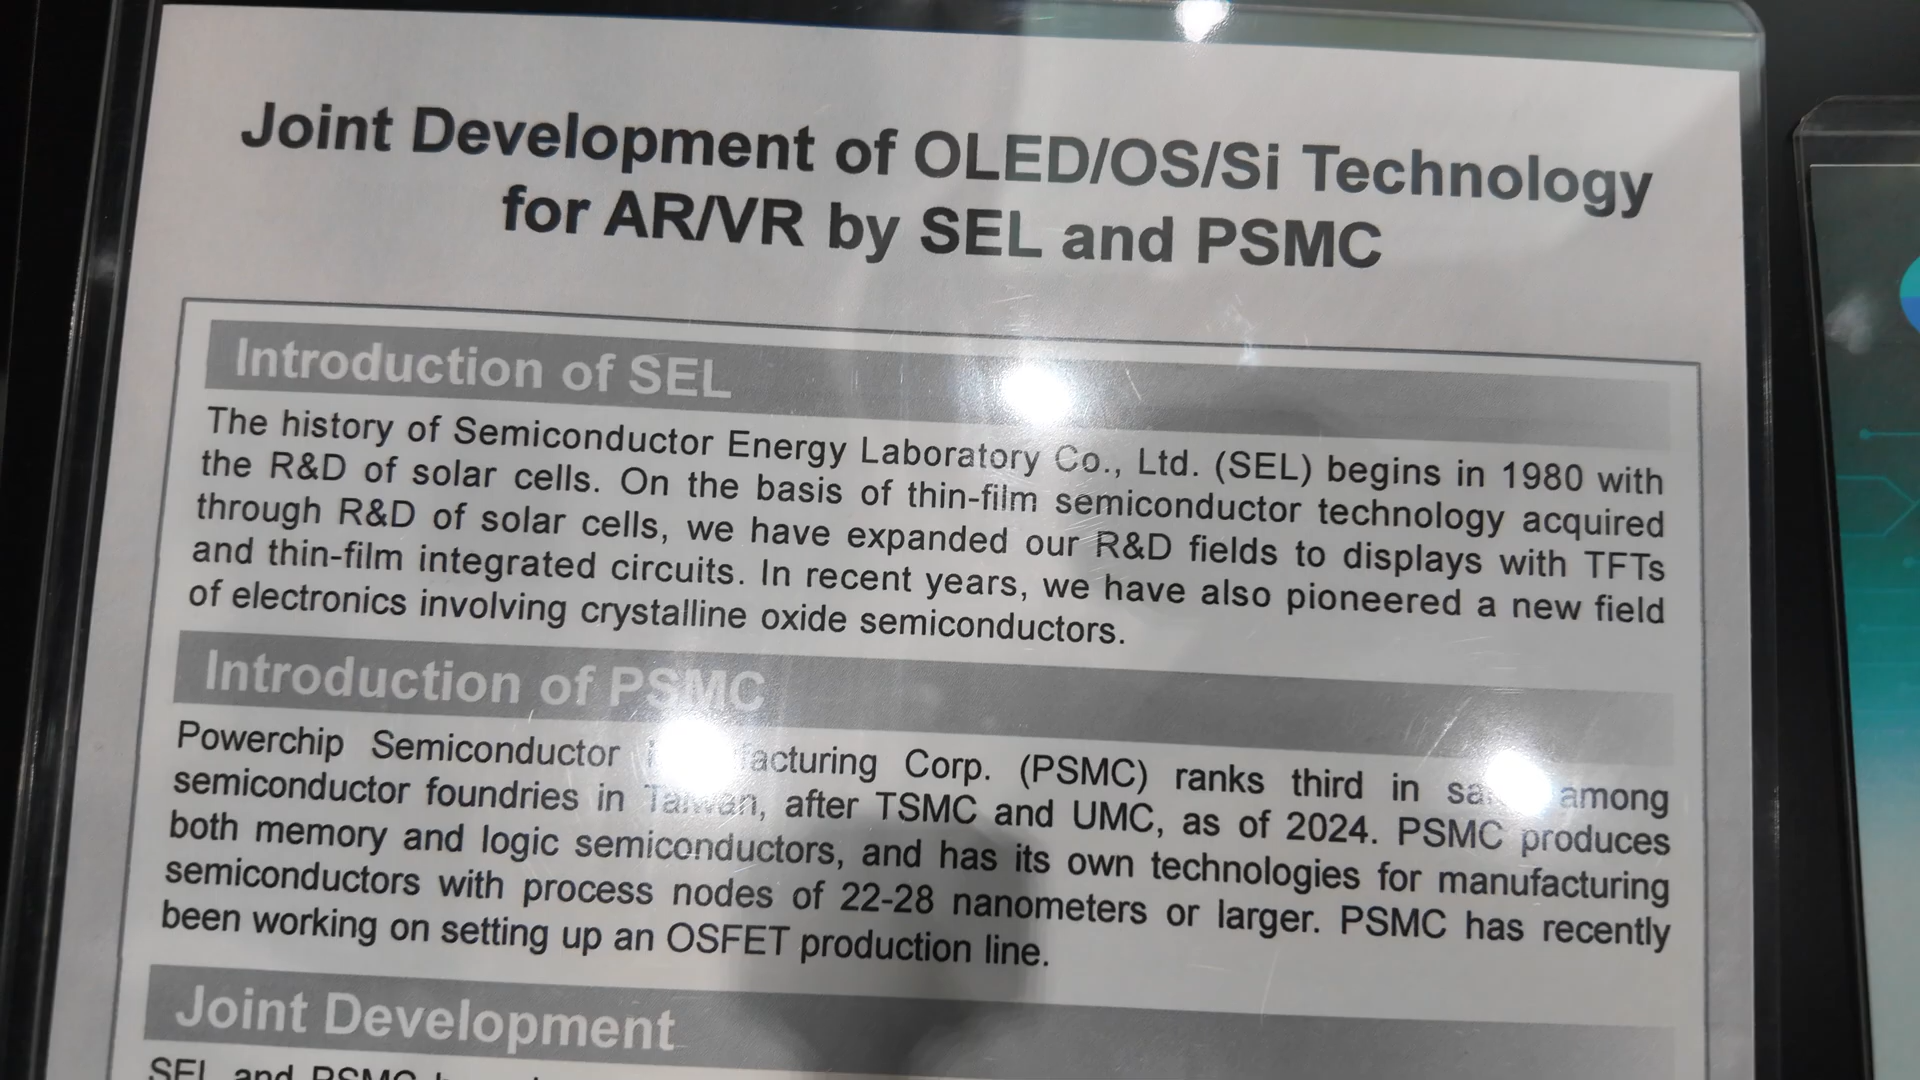 Joint Development of OLED/OS/Si Technology
for AR/VR by SEL and PSMC
Introduction of SEL
The history of Semiconductor Energy Laboratory Co., Ltd. (SEL) begins in 1980 with
the R&D of solar cells. On the basis of thin-film semiconductor technology acquired
through R&D of solar cells, we have expanded our R&D fields to displays with TFTs
and thin-film integrated circuits. In recent years, we have also pioneered a new field
of electronics involving crystalline oxide semiconductors.
Introduction of PSMC
Powerchip Semiconductor Corp. (PSMC) ranks third in among
semiconductor foundries in Taiwan, after TSMC and UMC, as of 2024. PSMC produces
both memory and logic semiconductors, and has its own technologies for manufacturing
semiconductors with process nodes of 22-28 nanometers or larger. PSMC has recently
been working on setting up an OSFET production line.
Joint Development
SEL and PSMC